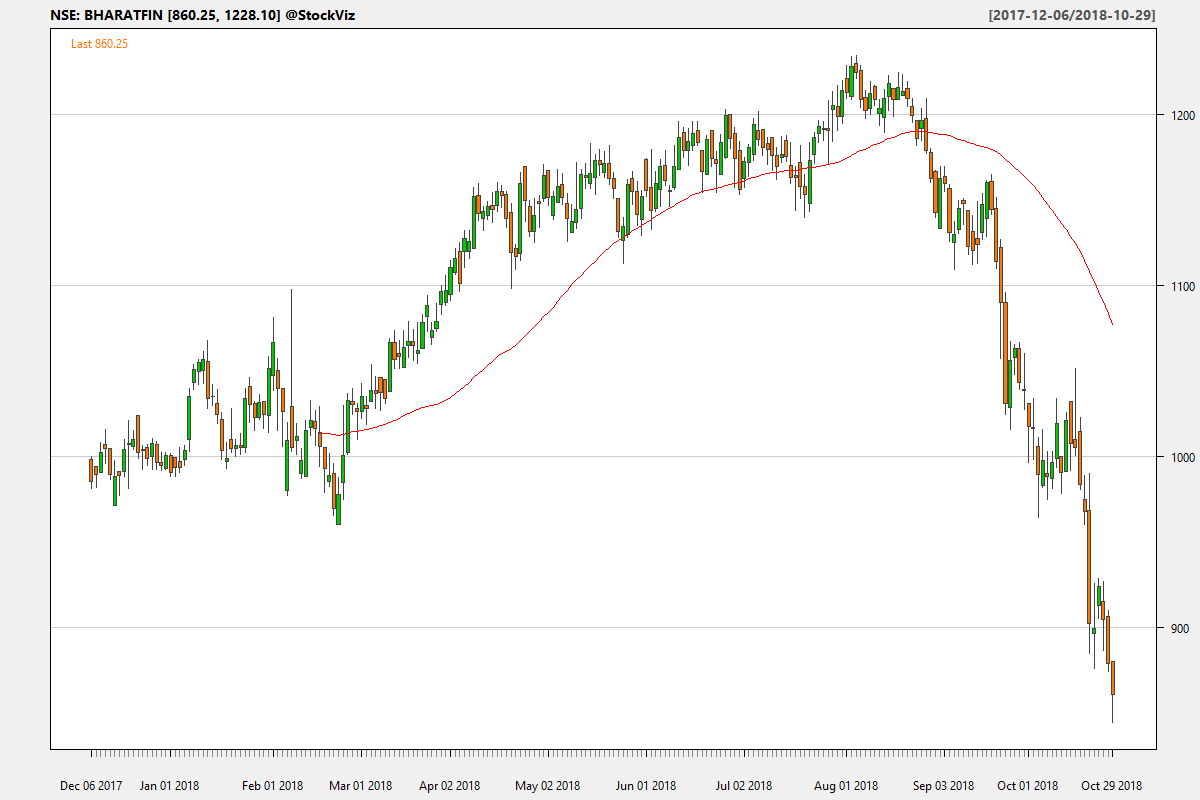 NSE: BHARATFIN [860.25, 1228.10] @StockViz [2017-12-06/2018-10-29]
Last 860.25
1200
1100
1000
900
Dec 06 2017 Jan 01 2018 Feb 01 2018 Mar 01 2018 Apr 02 2018 May 02 2018 Jun 01 2018 Jul 02 2018 Aug 01 2018 Sep 03 2018 Oct 01 2018 Oct 29 2018